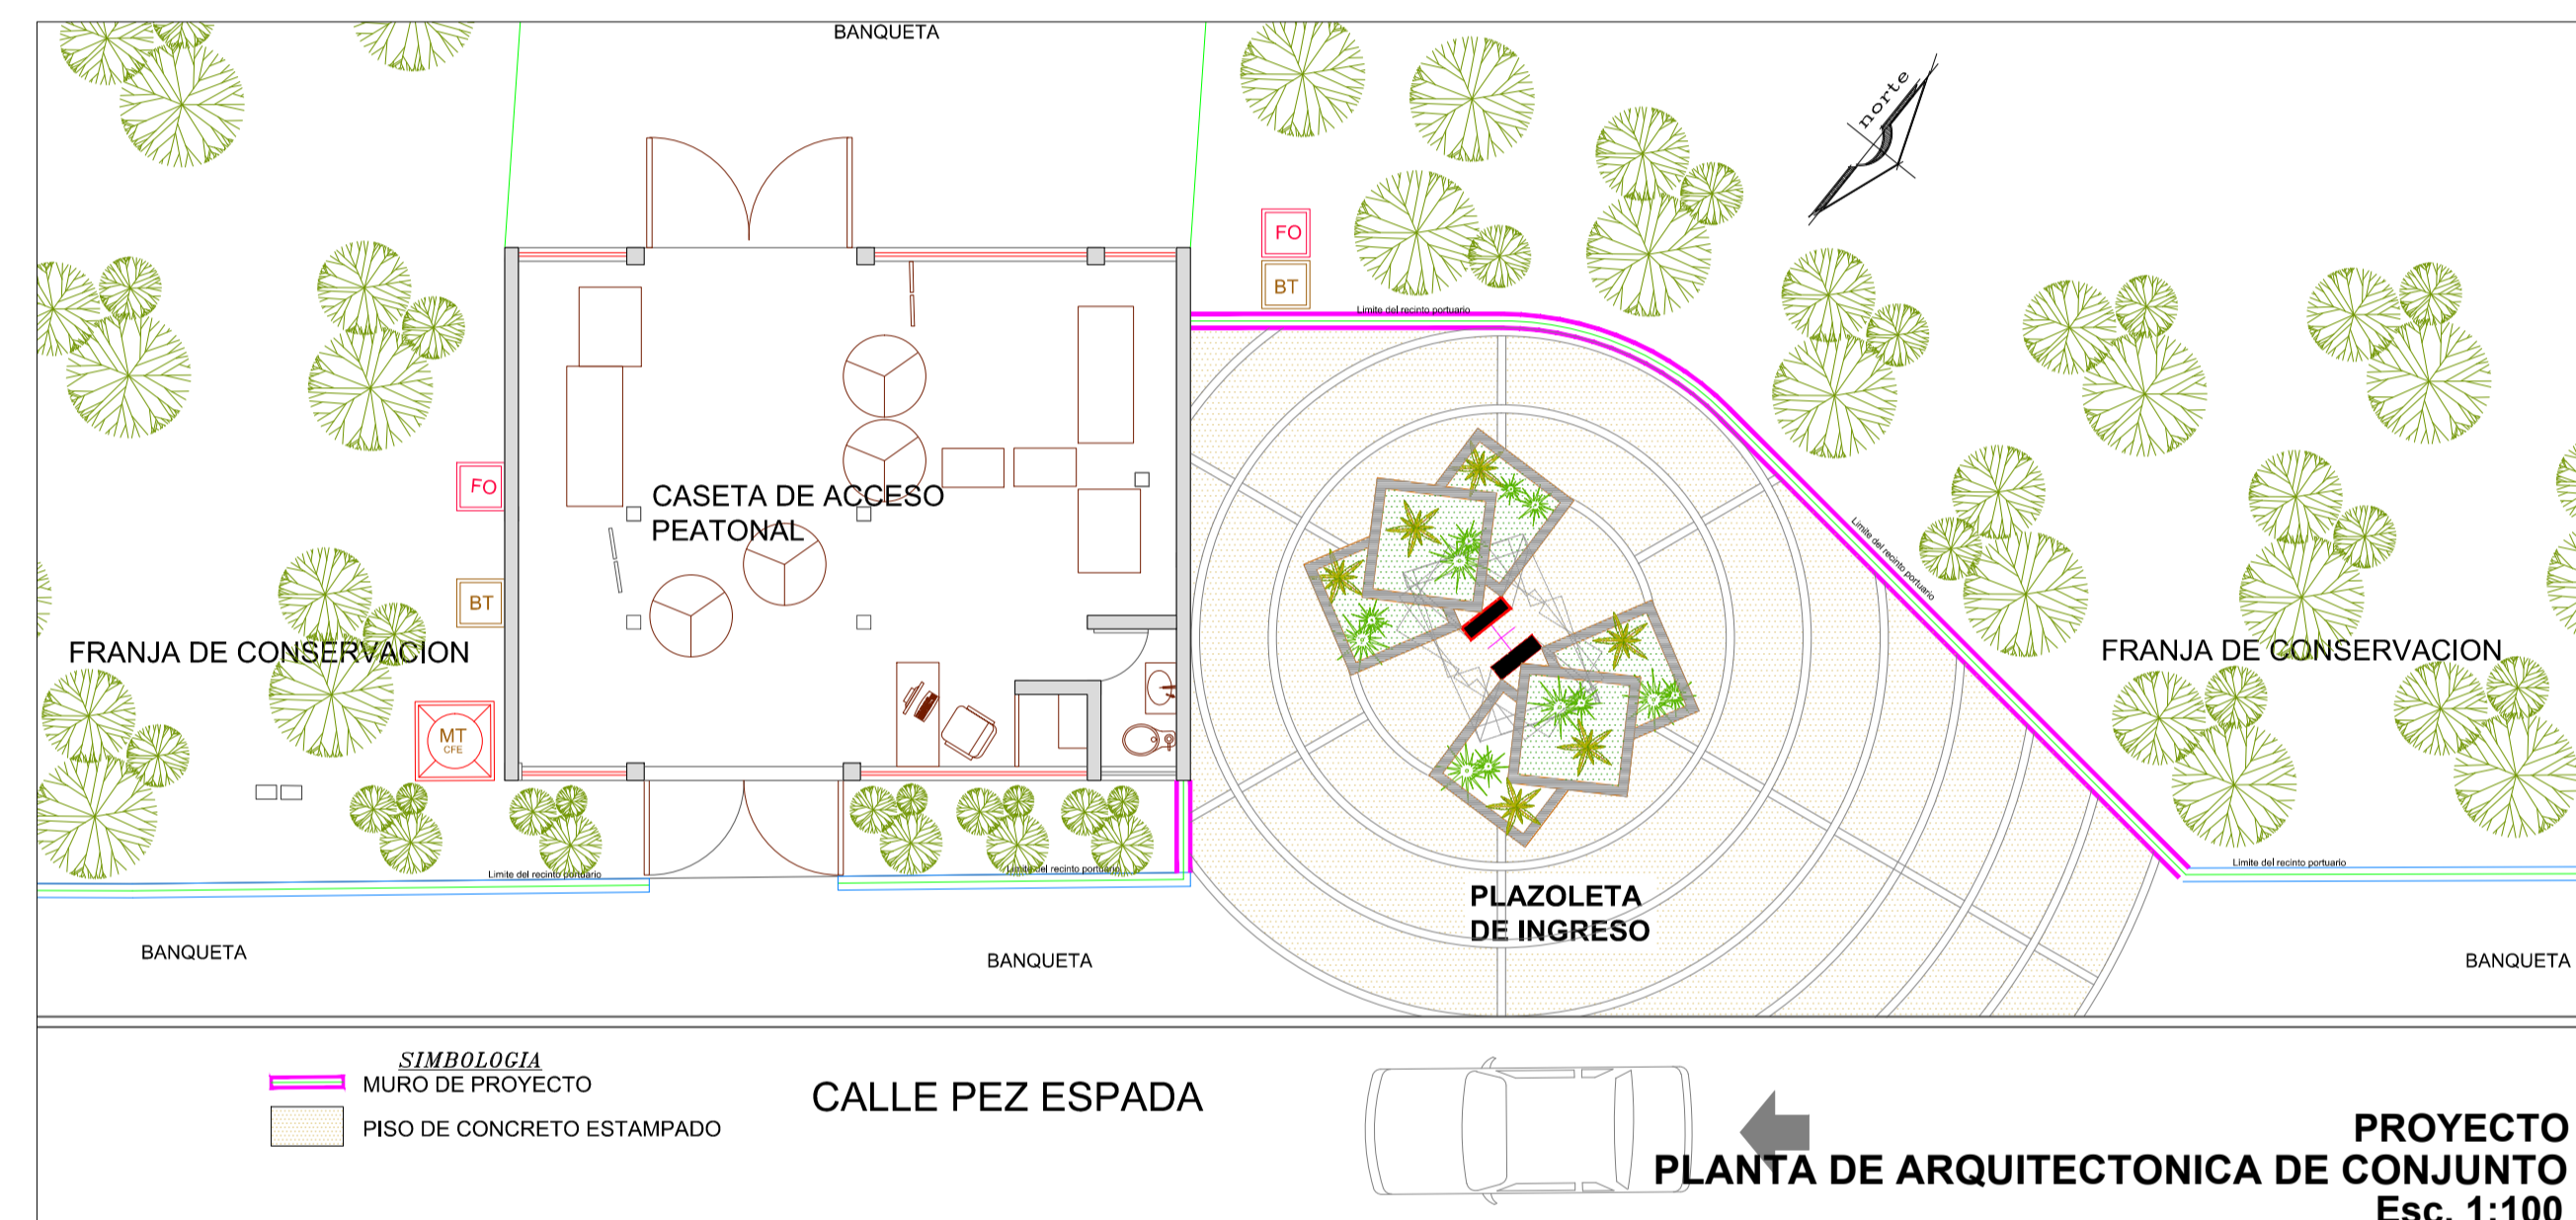 BANQUETA
norte
FO
BT
Limite del recinto portuario
FO
CASETA DE ACCESO
PEATONAL
Limite del recinto portuario
BT
FRANJA DE CONSERVACION
FRANJA DE CONSERVACION
MT
CFE
Limite del recinto portuario
Limite del recinto portuario
Limite del recinto portuario
PLAZOLETA
DE INGRESO
BANQUETA
BANQUETA
BANQUETA
SIMBOLOGIA
MURO DE PROYECTO
PISO DE CONCRETO ESTAMPADO
CALLE PEZ ESPADA
PROYECTO
PLANTA DE ARQUITECTONICA DE CONJUNTO
Esc. 1:100